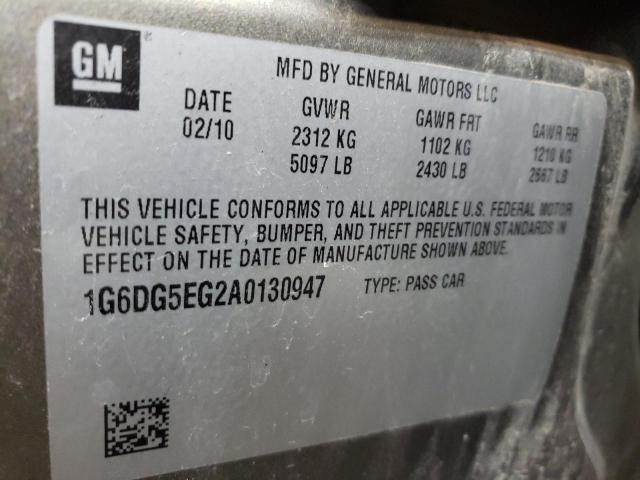 GM
MFD BY GENERAL MOTORS LLC
DATE GVWR GAWR FRT GAWR RR
02/10 2312 KG 1102 KG 1210 KG
5097 LB 2430 LB 2667 LB
THIS VEHICLE CONFORMS TO ALL APPLICABLE U.S. FEDERAL MOTOR
VEHICLE SAFETY, BUMPER, AND THEFT PREVENTION STANDARDS IN
EFFECT ON THE DATE OF MANUFACTURE SHOWN ABOVE.
1G6DG5EG2A0130947 TYPE: PASS CAR